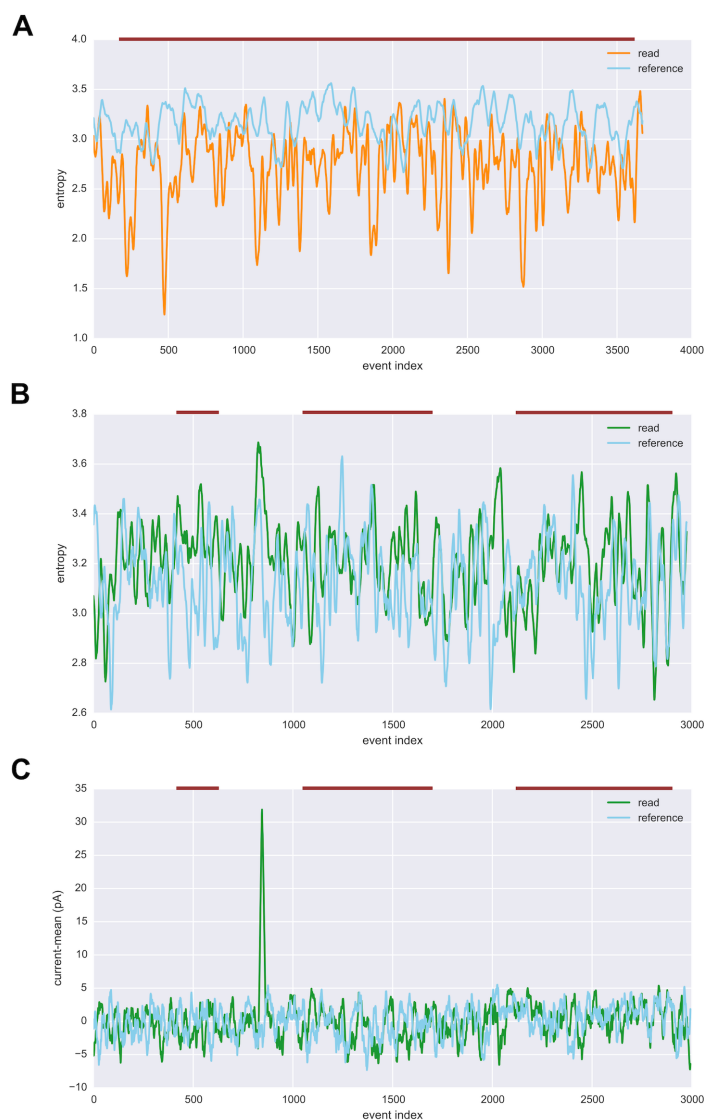 A
4.0
3.5
3.0
2.5
2.0
1.5
1.0
entropy
read
reference
0 500 1000 1500 2000 2500 3000 3500 4000
event index
B
3.8
3.6
3.4
3.2
3.0
2.8
2.6
entropy
read
reference
0 500 1000 1500 2000 2500 3000
event index
C
35
30
25
20
15
10
5
0
−5
−10
current-mean (pA)
read
reference
0 500 1000 1500 2000 2500 3000
event index